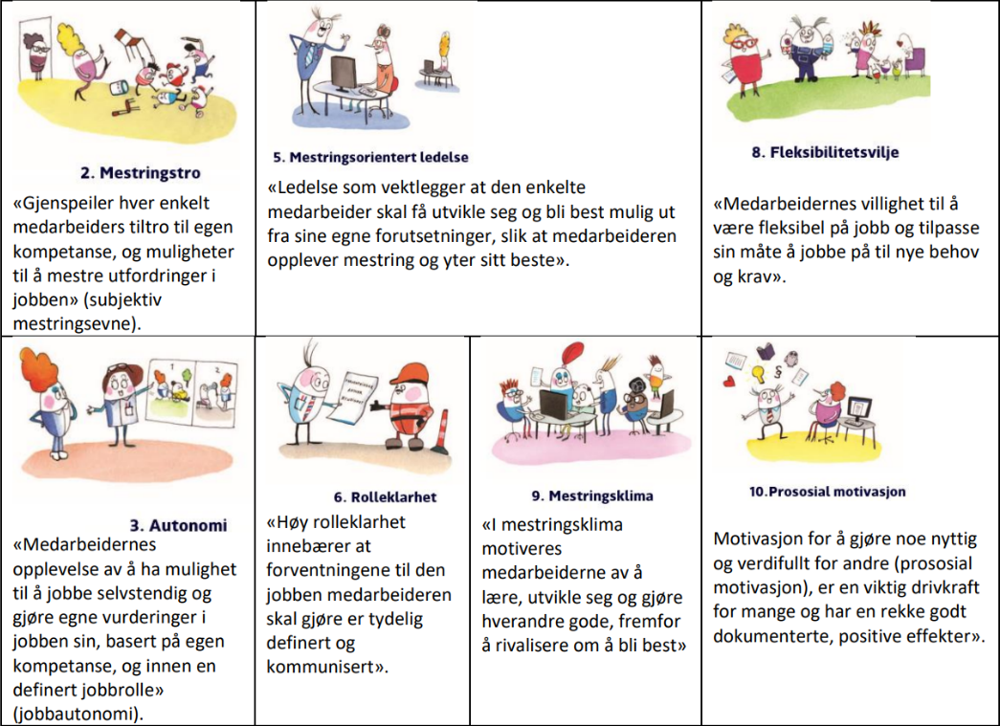 2. Mestringstro
«Gjenspeiler hver enkelt
medarbeiders tiltro til egen
kompetanse, og muligheter
til å mestre utfordringer i
jobben» (subjektiv
mestringsevne).
5. Mestringsorientert ledelse
«Ledelse som vektlegger at den enkelte
medarbeider skal få utvikle seg og bli best mulig ut
fra sine egne forutsetninger, slik at medarbeideren
opplever mestring og yter sitt beste».
8. Fleksibilitetsvilje
«Medarbeidernes villighet til å
være fleksibel på jobb og tilpasse
sin måte å jobbe på til nye behov
og krav».
1
2
3. Autonomi
«Medarbeidernes
opplevelse av å ha mulighet
til å jobbe selvstendig og
gjøre egne vurderinger i
jobben sin, basert på egen
kompetanse, og innen en
definert jobbrolle»
(jobbautonomi).
6. Rolleklarhet
«Høy rolleklarhet
innebærer at
forventningene til den
jobben medarbeideren
skal gjøre er tydelig
definert og
kommunisert».
9. Mestringsklima
«I mestringsklima
motiveres
medarbeiderne av å
lære, utvikle seg og gjøre
hverandre gode, fremfor
å rivalisere om å bli best»
§
10.Prososial motivasjon
Motivasjon for å gjøre noe nyttig
og verdifullt for andre (prososial
motivasjon), er en viktig drivkraft
for mange og har en rekke godt
dokumenterte, positive effekter».